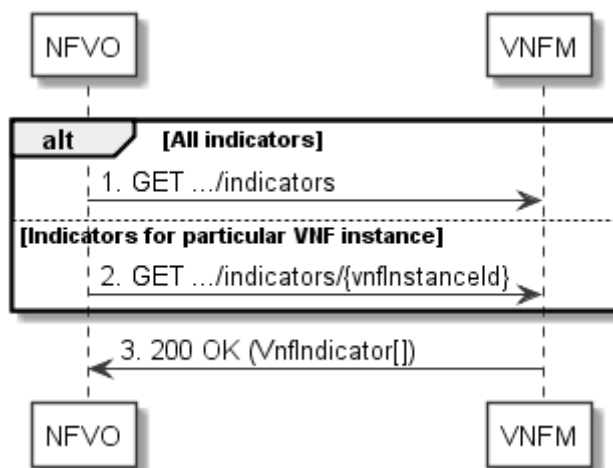 NFVO VNFM
alt [All indicators]
1. GET .../indicators
[Indicators for particular VNF instance]
2. GET .../indicators/{vnfInstanceId}
3. 200 OK (VnfIndicator[])
NFVO VNFM